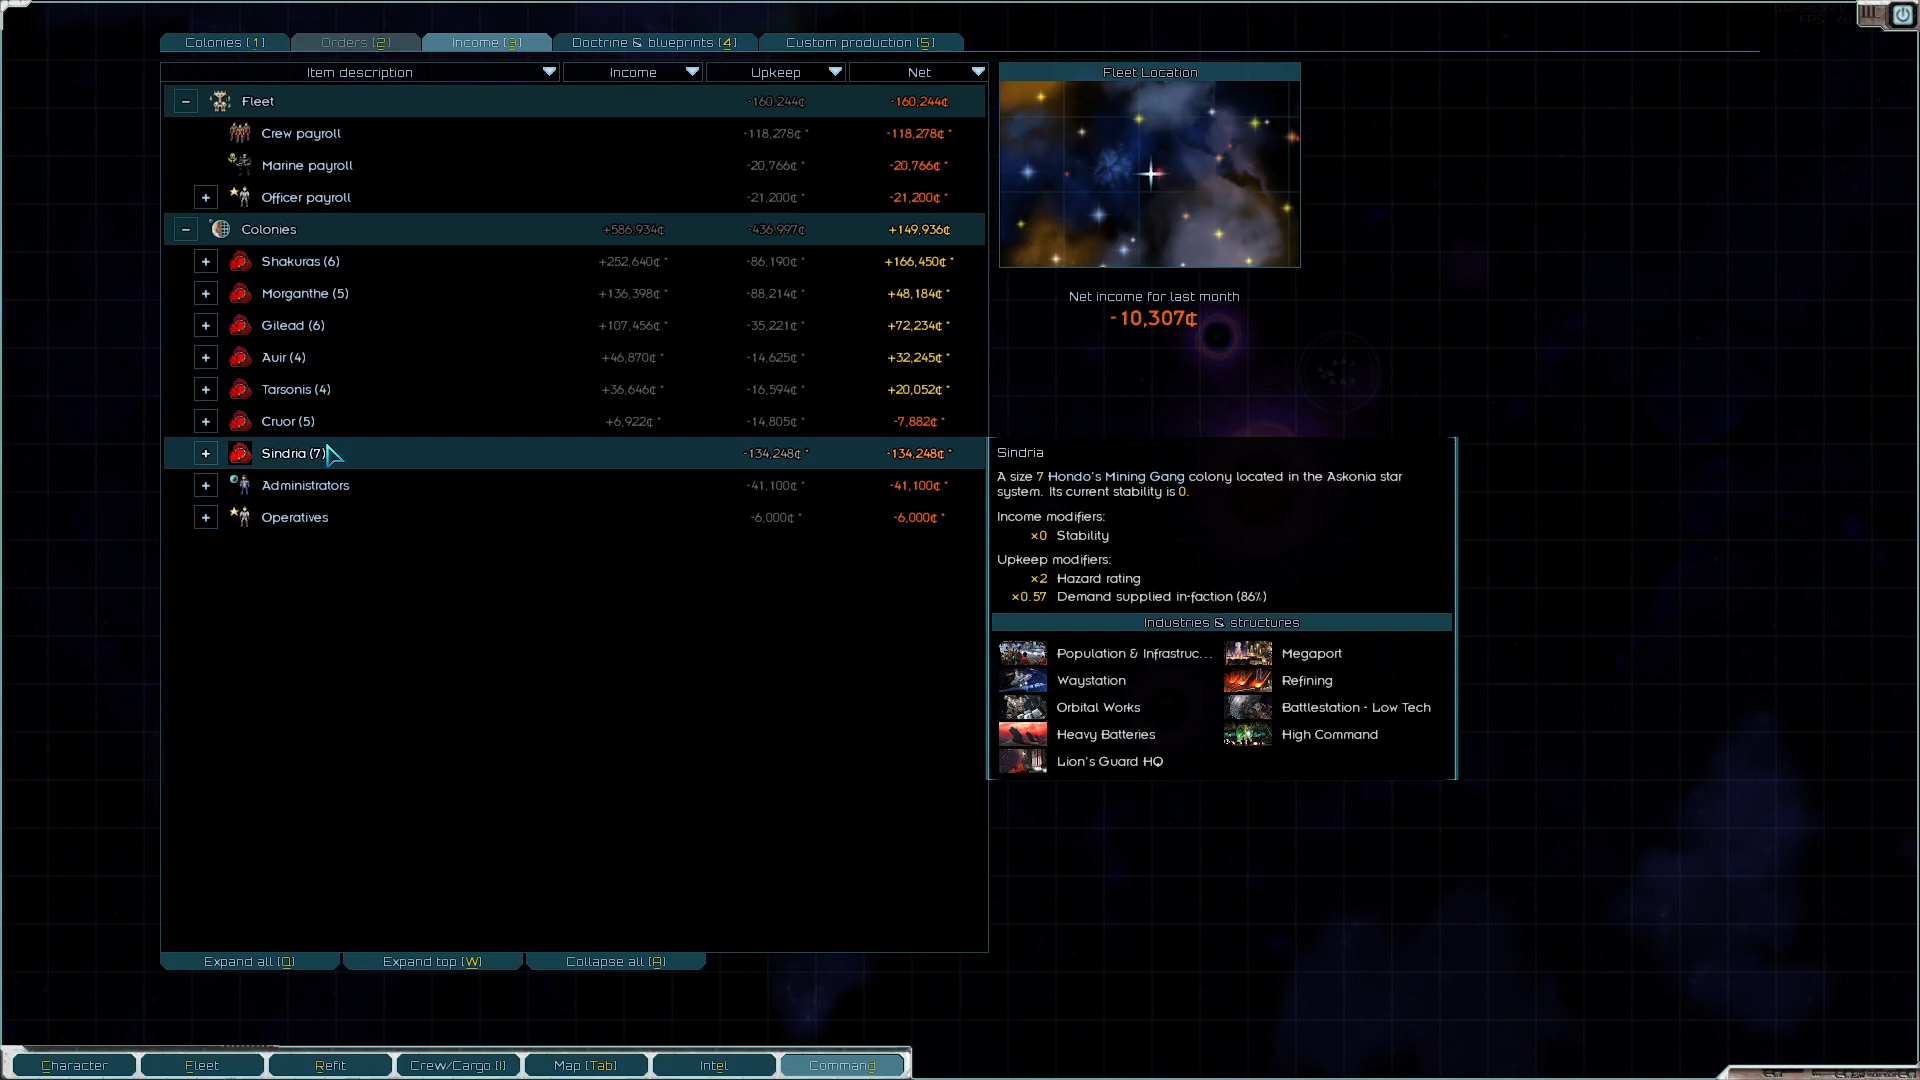 Colonies [1]
Orders [2]
Income [3]
Doctrine & blueprints [4]
Custom production [5]
Item description Income Upkeep Net
Fleet -160,244¢ -160,244¢
Crew payroll -118,278¢ * -118,278¢ *
Marine payroll -20,766¢ * -20,766¢ *
Officer payroll -21,200¢ * -21,200¢ *
Colonies +586,934¢ -436,997¢ +149,936¢
Shakuras (6) +252,640¢ * -86,190¢ * +166,450¢ *
Morganthe (5) +136,398¢ * -88,214¢ * +48,184¢ *
Gilead (6) +107,456¢ * -35,221¢ * +72,234¢ *
Auir (4) +46,870¢ * -14,625¢ * +32,245¢ *
Tarsonis (4) +36,646¢ * -16,594¢ * +20,052¢ *
Cruor (5) +6,922¢ * -14,805¢ * -7,882¢ *
Sindria (7) -134,248¢ * -134,248¢ *
Administrators -41,100¢ * -41,100¢ *
Operatives -6,000¢ * -6,000¢ *
Fleet Location
Net income for last month
-10,307¢
Sindria
A size 7 Hondo's Mining Gang colony located in the Askonia star
system. Its current stability is 0.
Income modifiers:
×0 Stability
Upkeep modifiers:
×2 Hazard rating
×0.57 Demand supplied in-faction (86%)
Industries & structures
Population & Infrastruc... Megaport
Waystation Refining
Orbital Works Battlestation - Low Tech
Heavy Batteries High Command
Lion's Guard HQ
Expand all [Q]
Expand top [W]
Collapse all [A]
Character
Fleet
Refit
Crew/Cargo [I]
Map [Tab]
Intel
Command